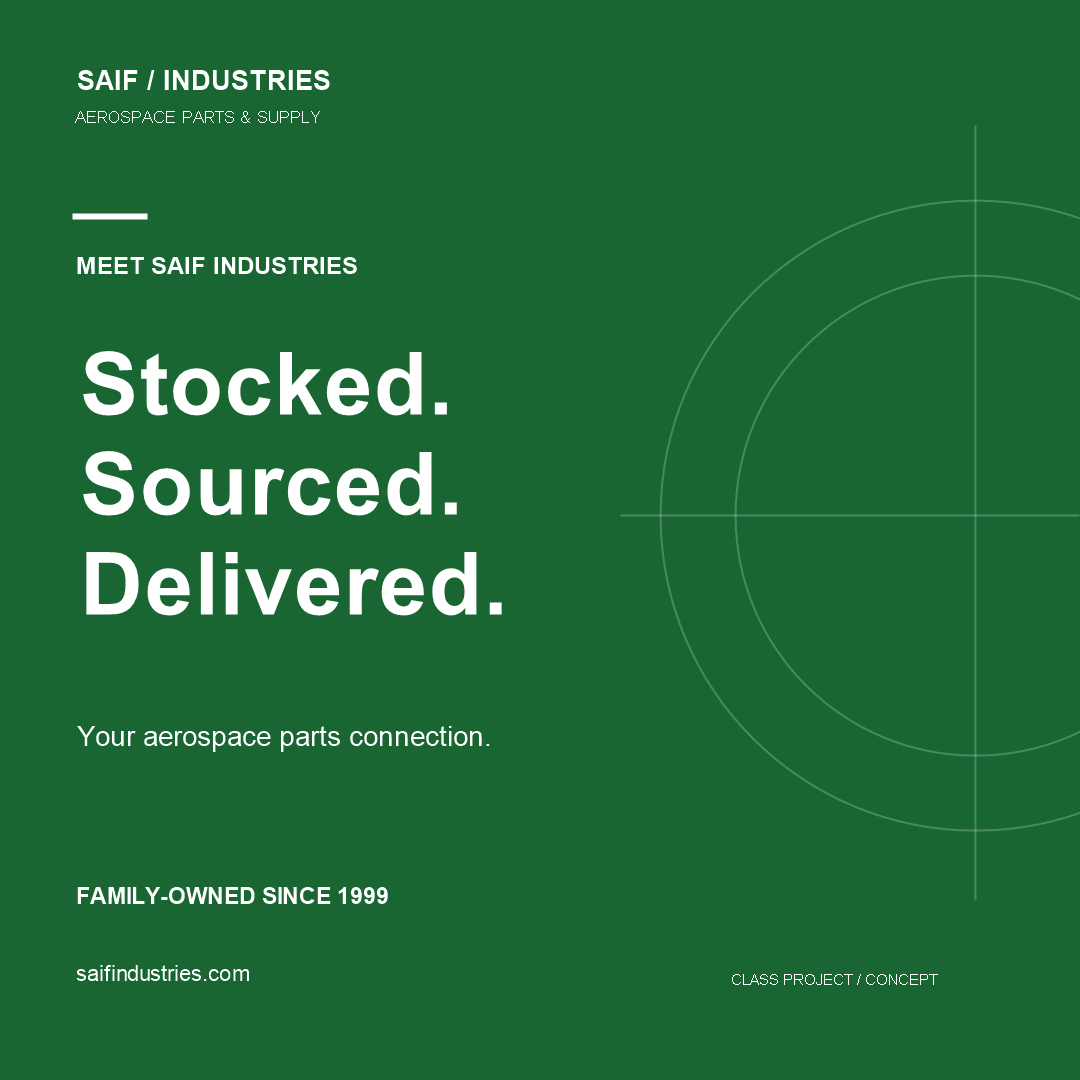 SAIF / INDUSTRIES
AEROSPACE PARTS & SUPPLY
MEET SAIF INDUSTRIES
Stocked.
Sourced.
Delivered.
Your aerospace parts connection.
FAMILY-OWNED SINCE 1999
saifindustries.com
CLASS PROJECT / CONCEPT